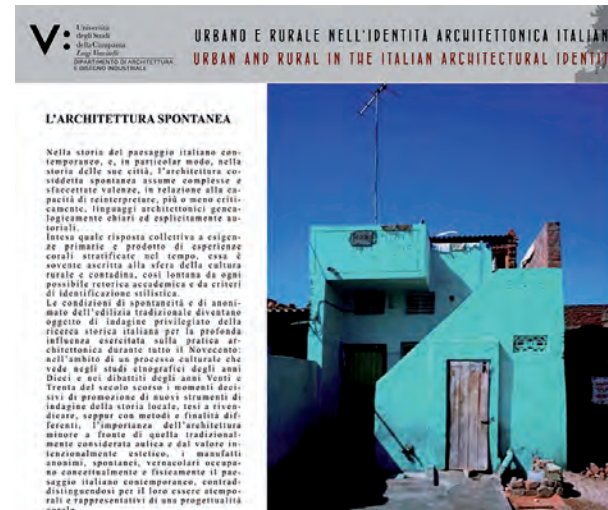 V:
Università
degli Studi
della Campania
Luigi Vanvitelli
DIPARTIMENTO DI ARCHITETTURA
E DISEGNO INDUSTRIALE
URBANO E RURALE NELL'IDENTITA ARCHITETTONICA ITALIAN
URBAN AND RURAL IN THE ITALIAN ARCHITECTURAL IDENTIT
L'ARCHITETTURA SPONTANEA
Nella storia del paesaggio italiano con-
temporaneo, e, in particolar modo, nella
storia delle sue città, l'architettura co-
siddetta spontanea assume complesse e
sfaccettate valenze, in relazione alla ca-
pacità di reinterpretare, più o meno criti-
camente, linguaggi architettonici genea-
logicamente chiari ed esplicitamente au-
toriali.
Intesa quale risposta collettiva a esigen-
ze primarie e prodotto di esperienze
corali stratificate nel tempo, essa è
sovente ascritta alla sfera della cultura
rurale e contadina, così lontana da ogni
possibile retorica accademica e da criteri
di identificazione stilistica.
Le condizioni di spontaneità e di anoni-
mato dell'edilizia tradizionale diventano
oggetto di indagine privilegiato della
ricerca storica italiana per la profonda
influenza esercitata sulla pratica ar-
chitettonica durante tutto il Novecento:
nell'ambito di un processo culturale che
vede negli studi etnografici degli anni
Dieci e nei dibattiti degli anni Venti e
Trenta del secolo scorso i momenti deci-
sivi di promozione di nuovi strumenti di
indagine della storia locale, tesi a riven-
dicare, seppur con metodi e finalità dif-
ferenti, l'importanza dell'architettura
minore a fronte di quella tradizional-
mente considerata aulica e dal valore in-
tenzionalmente estetico, i manufatti
anonimi, spontanei, vernacolari occupa-
no concettualmente e fisicamente il pae-
saggio italiano contemporaneo, contrad-
distinguendosi per il loro essere atempo-
rali e rappresentativi di una progettualità